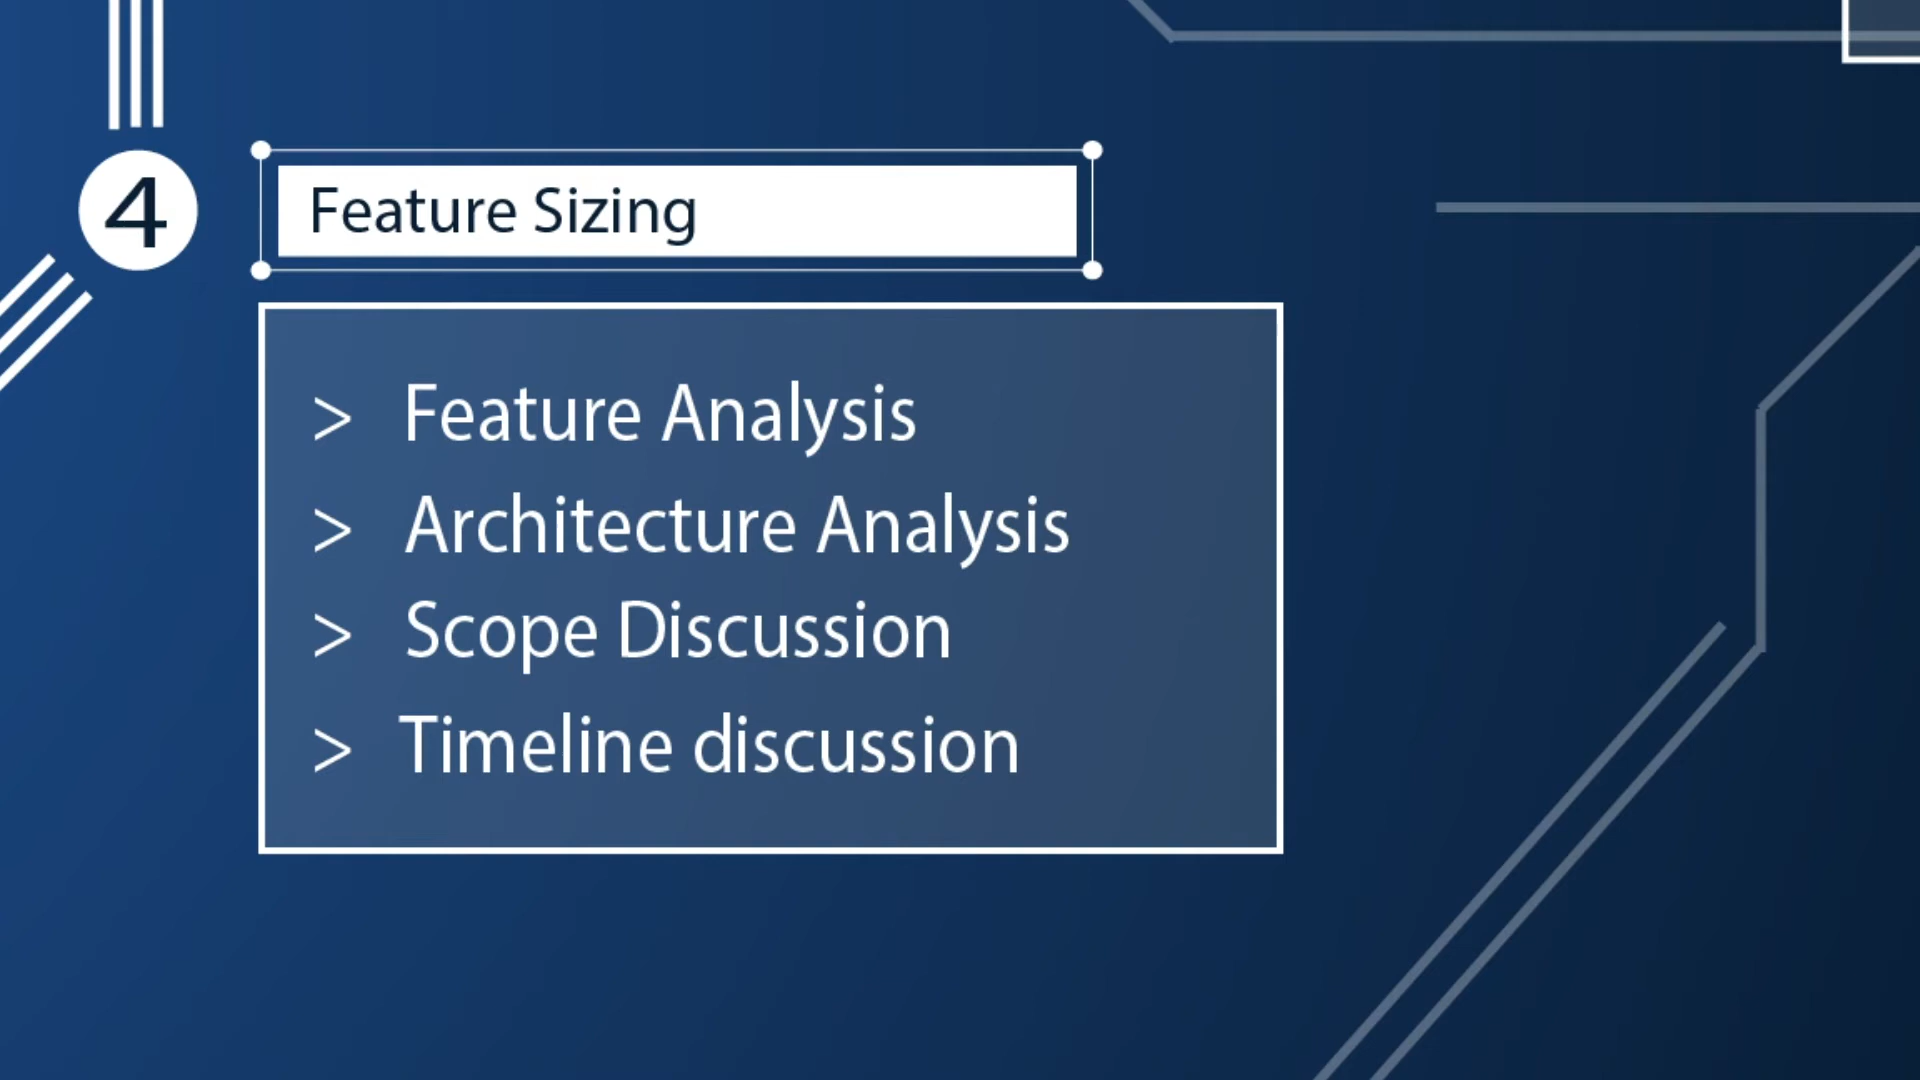 4
Feature Sizing
> Feature Analysis
> Architecture Analysis
> Scope Discussion
> Timeline discussion